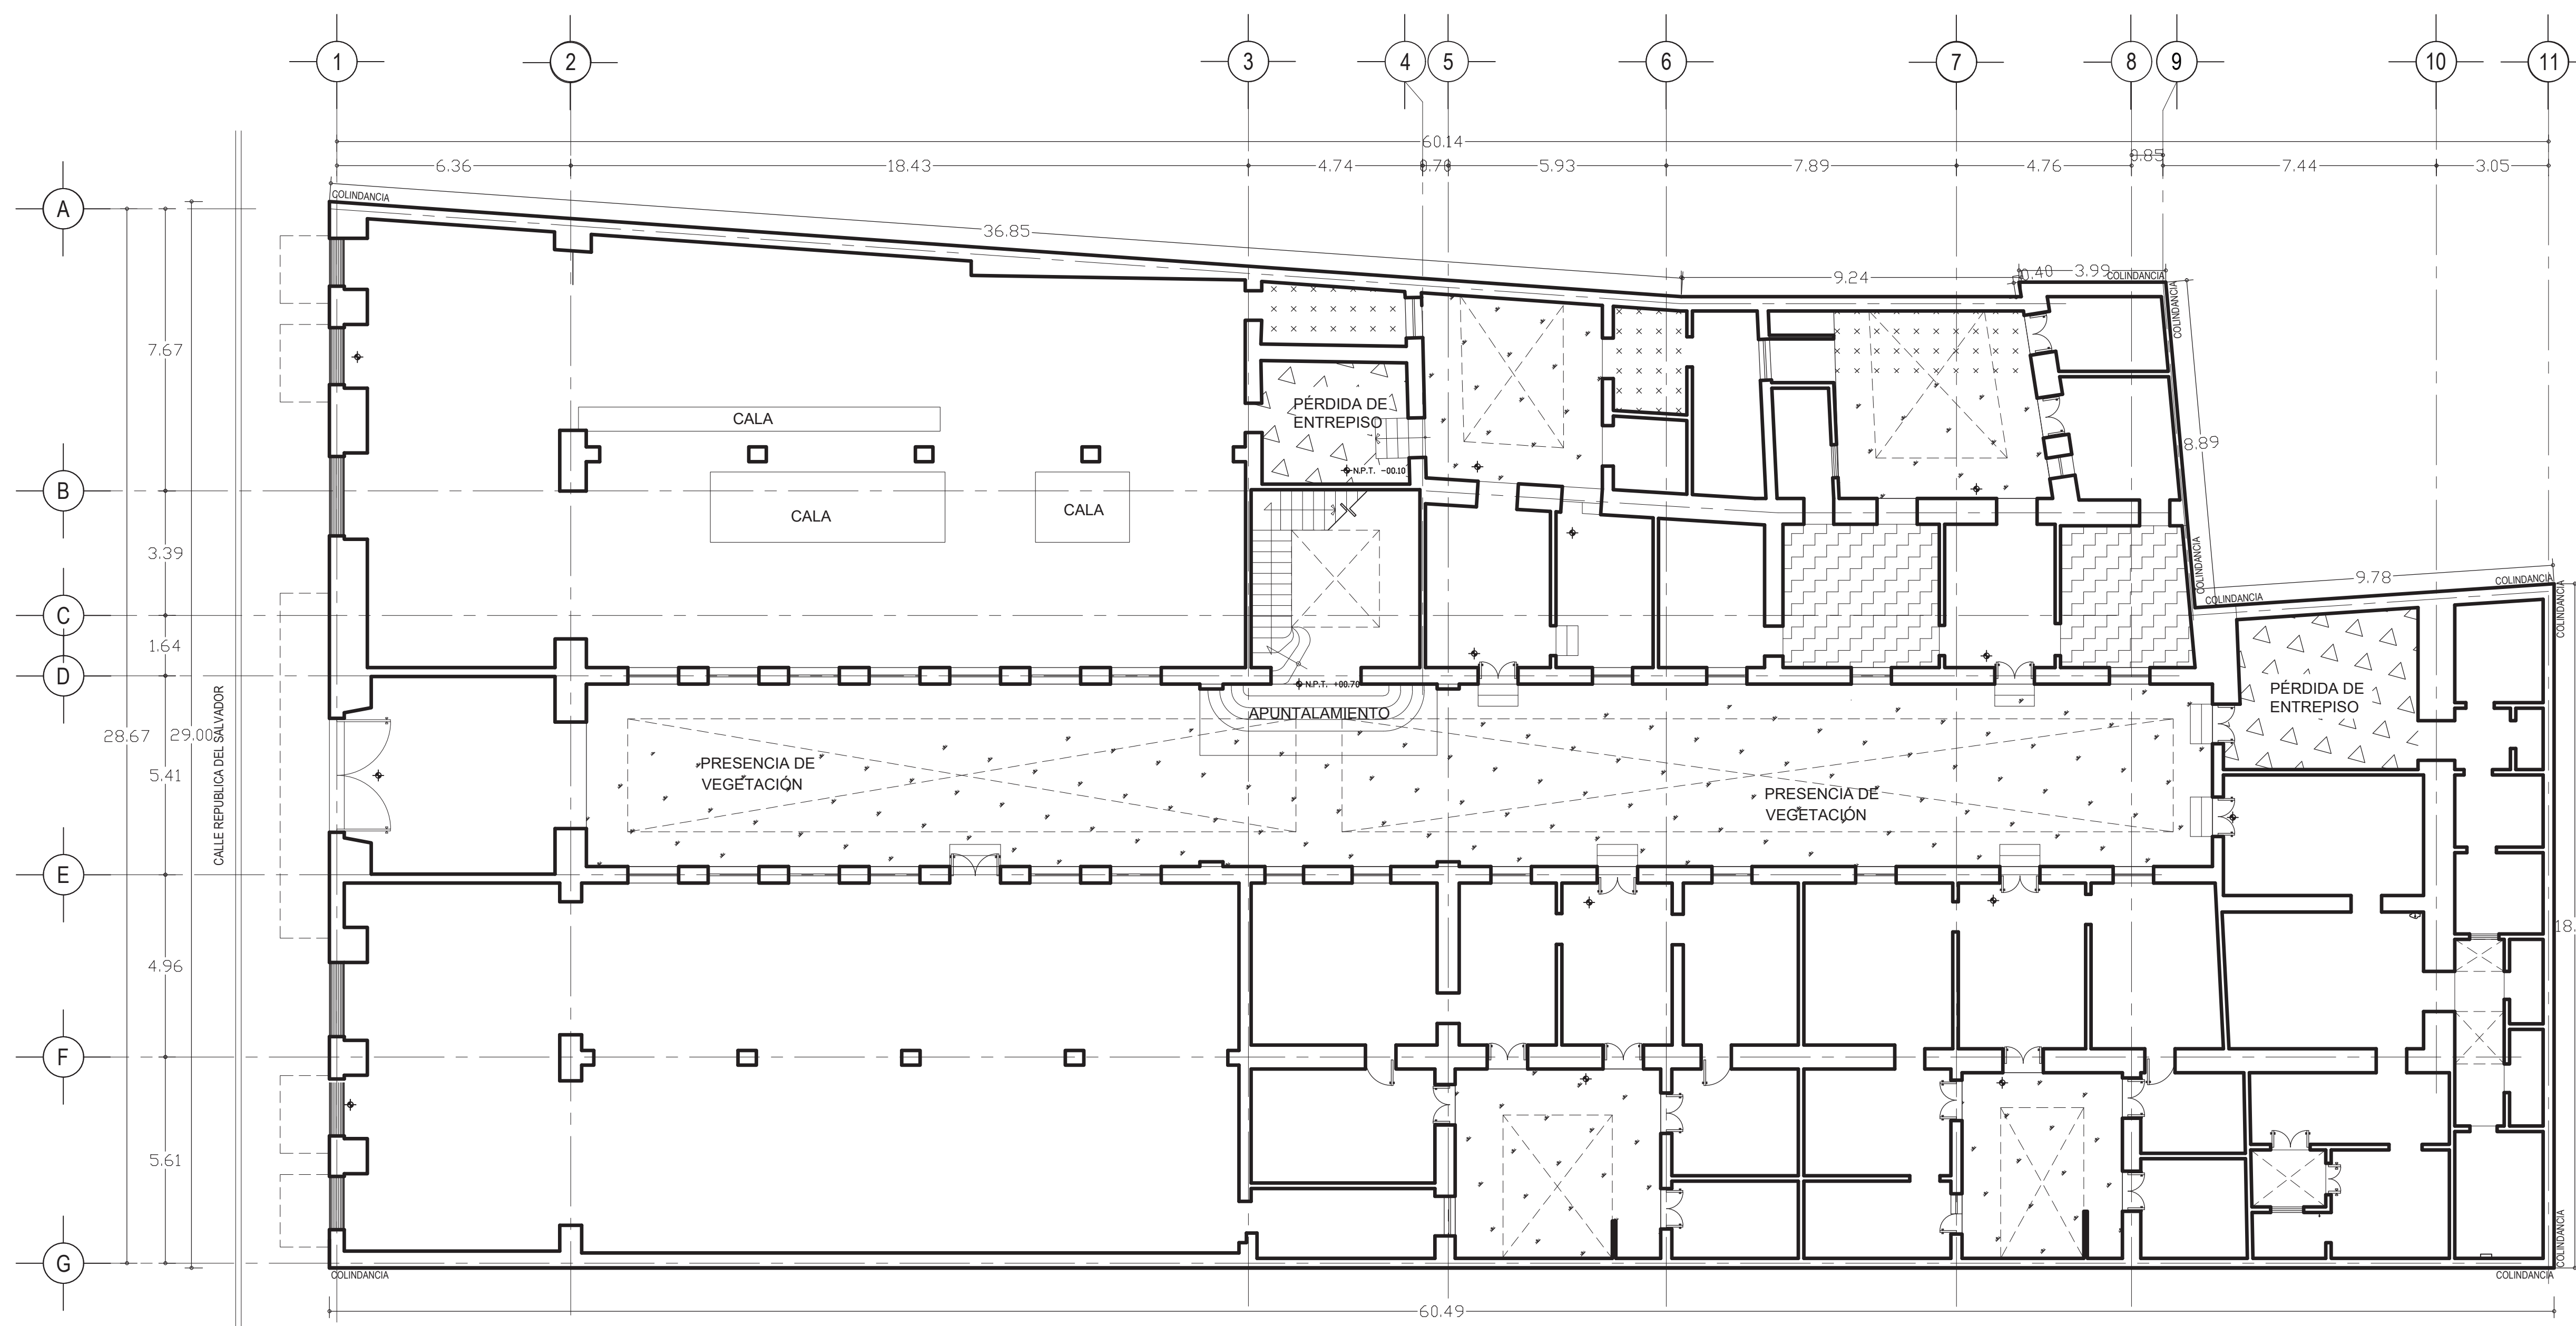 1 2 3 4 5 6 7 8 9 10 11
60.14
6.36 18.43 4.74 0.70 5.93 7.89 4.76 0.85 7.44 3.05
A
COLINDANCIA
36.85
9.24 0.40 3.99 COLINDANCIA
COLINDANCIA
7.67
PÉRDIDA DE
ENTREPISO
CALA
8.89
N.P.T. -00.10
B
CALA
CALA
3.39
COLINDANCIA
9.78 COLINDANCIA
COLINDANCIA
COLINDANCIA
C
1.64
D
N.P.T. +00.70
PÉRDIDA DE
ENTREPISO
APUNTALAMIENTO
28.67
29.00
CALLE REPUBLICA DEL SALVADOR
5.41
PRESENCIA DE
VEGETACIÓN
PRESENCIA DE
VEGETACIÓN
E
18.
4.96
F
5.61
COLINDANCIA
G
COLINDANCIA
COLINDANCIA
60.49